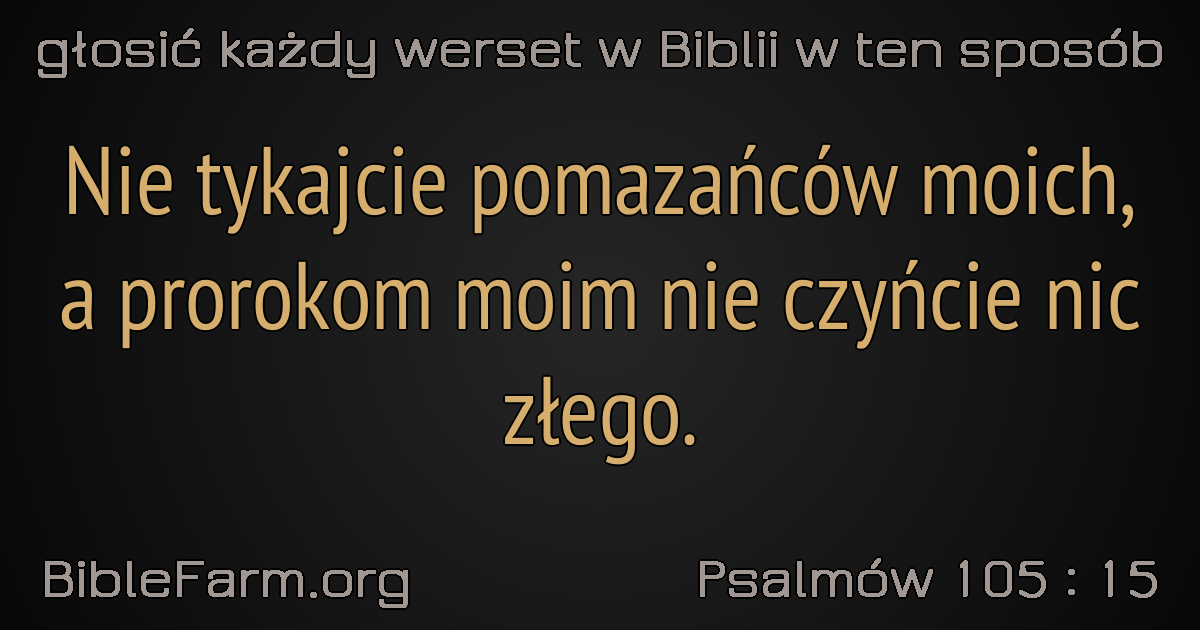 głosić każdy werset w Biblii w ten sposób
Nie tykajcie pomazańców moich,
a prorokom moim nie czyńcie nic
złego.
BibleFarm.org
Psalmów 105 : 15